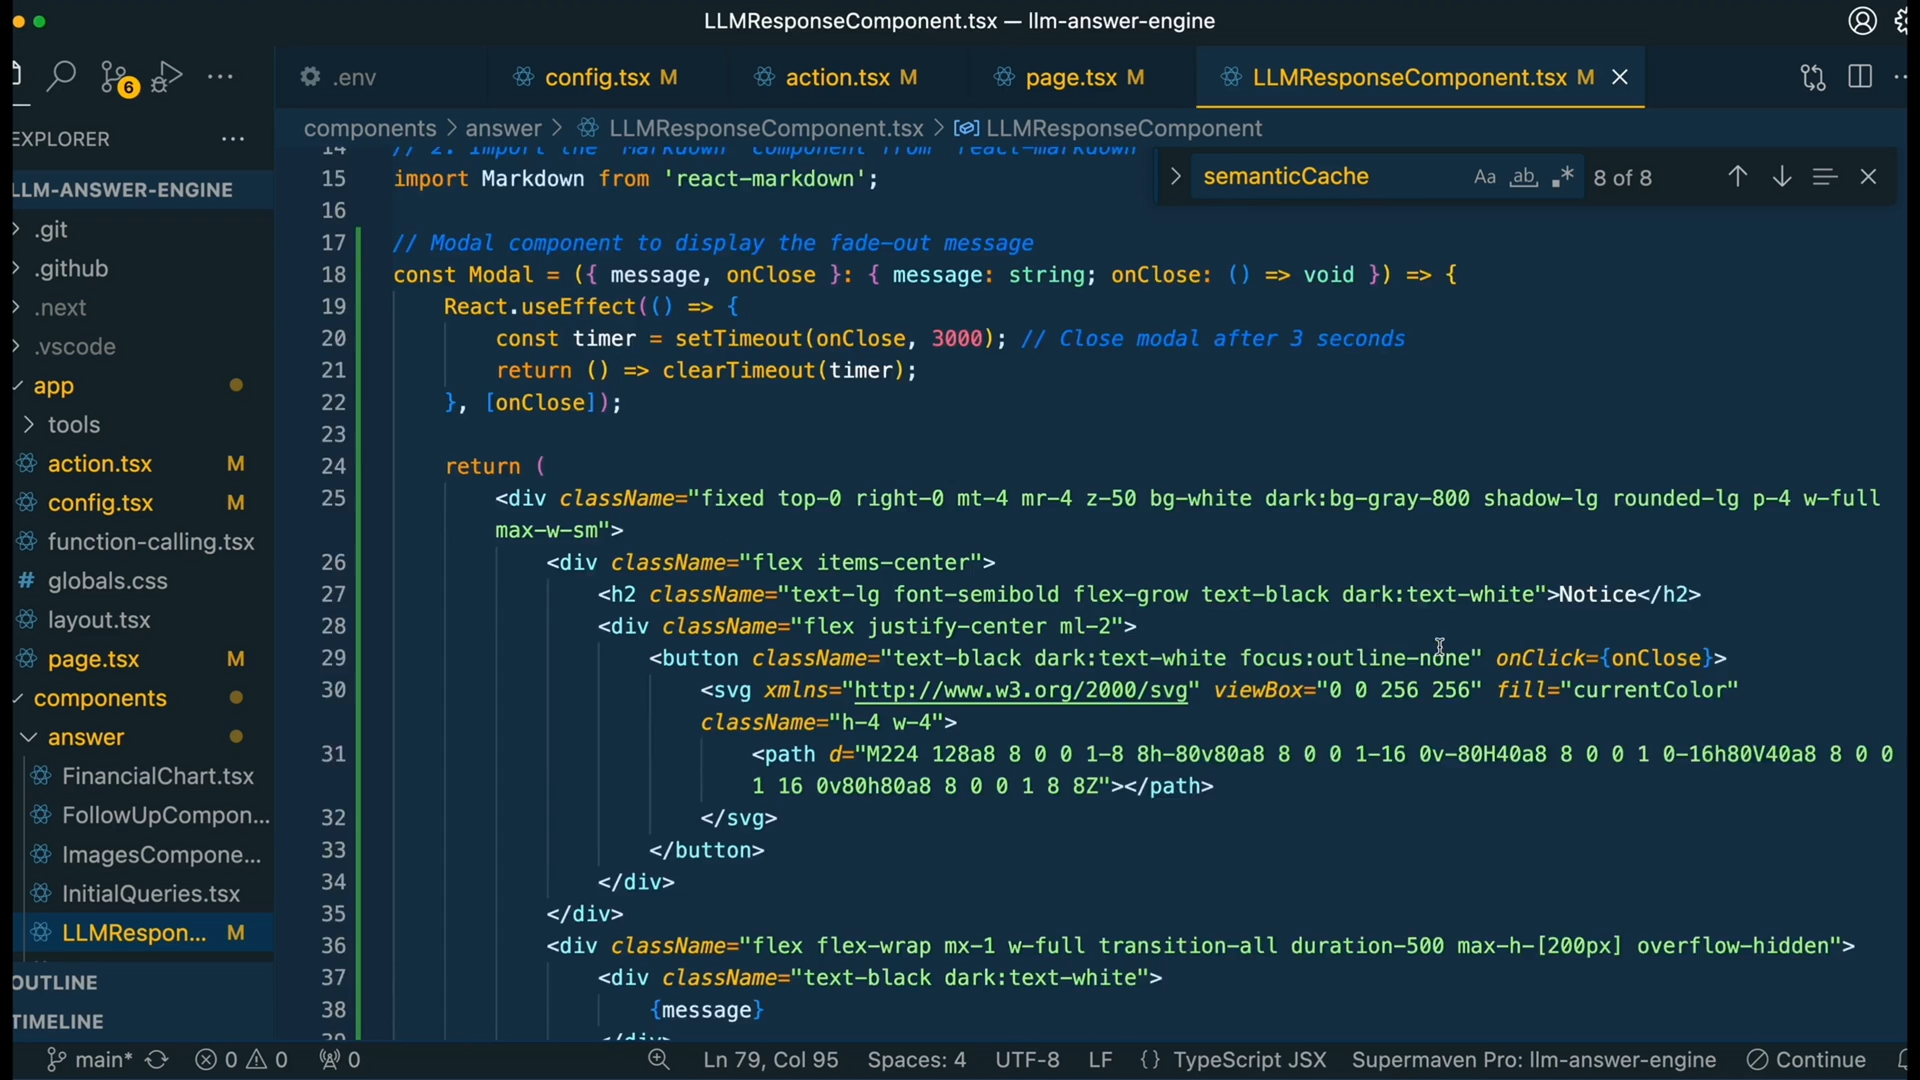 LLMResponseComponent.tsx — llm-answer-engine
6
.env
config.tsx M
action.tsx M
page.tsx M
LLMResponseComponent.tsx M
EXPLORER
components > answer > LLMResponseComponent.tsx > LLMResponseComponent
LLM-ANSWER-ENGINE
.git
.github
.next
.vscode
app
tools
action.tsx M
config.tsx M
function-calling.tsx
globals.css
layout.tsx
page.tsx M
components
answer
FinancialChart.tsx
FollowUpCompon...
ImagesCompone...
InitialQueries.tsx
LLMRespon... M
OUTLINE
TIMELINE
semanticCache Aa ab 8 of 8
14 // 2. Import the 'Markdown' component from 'react-markdown'
15 import Markdown from 'react-markdown';
16
17 // Modal component to display the fade-out message
18 const Modal = ({ message, onClose }: { message: string; onClose: () => void }) => {
19 React.useEffect(() => {
20 const timer = setTimeout(onClose, 3000); // Close modal after 3 seconds
21 return () => clearTimeout(timer);
22 }, [onClose]);
23
24 return (
25 <div className="fixed top-0 right-0 mt-4 mr-4 z-50 bg-white dark:bg-gray-800 shadow-lg rounded-lg p-4 w-full
max-w-sm">
26 <div className="flex items-center">
27 <h2 className="text-lg font-semibold flex-grow text-black dark:text-white">Notice</h2>
28 <div className="flex justify-center ml-2">
29 <button className="text-black dark:text-white focus:outline-none" onClick={onClose}>
30 <svg xmlns="http://www.w3.org/2000/svg" viewBox="0 0 256 256" fill="currentColor"
className="h-4 w-4">
31 <path d="M224 128a8 8 0 0 1-8 8h-80v80a8 8 0 0 1-16 0v-80H40a8 8 0 0 1 0-16h80V40a8 8 0 0
1 16 0v80h80a8 8 0 0 1 8 8Z"></path>
32 </svg>
33 </button>
34 </div>
35 </div>
36 <div className="flex flex-wrap mx-1 w-full transition-all duration-500 max-h-[200px] overflow-hidden">
37 <div className="text-black dark:text-white">
38 {message}
39 </div>
main* 0 0 0 Ln 79, Col 95 Spaces: 4 UTF-8 LF {} TypeScript JSX Supermaven Pro: llm-answer-engine Continue